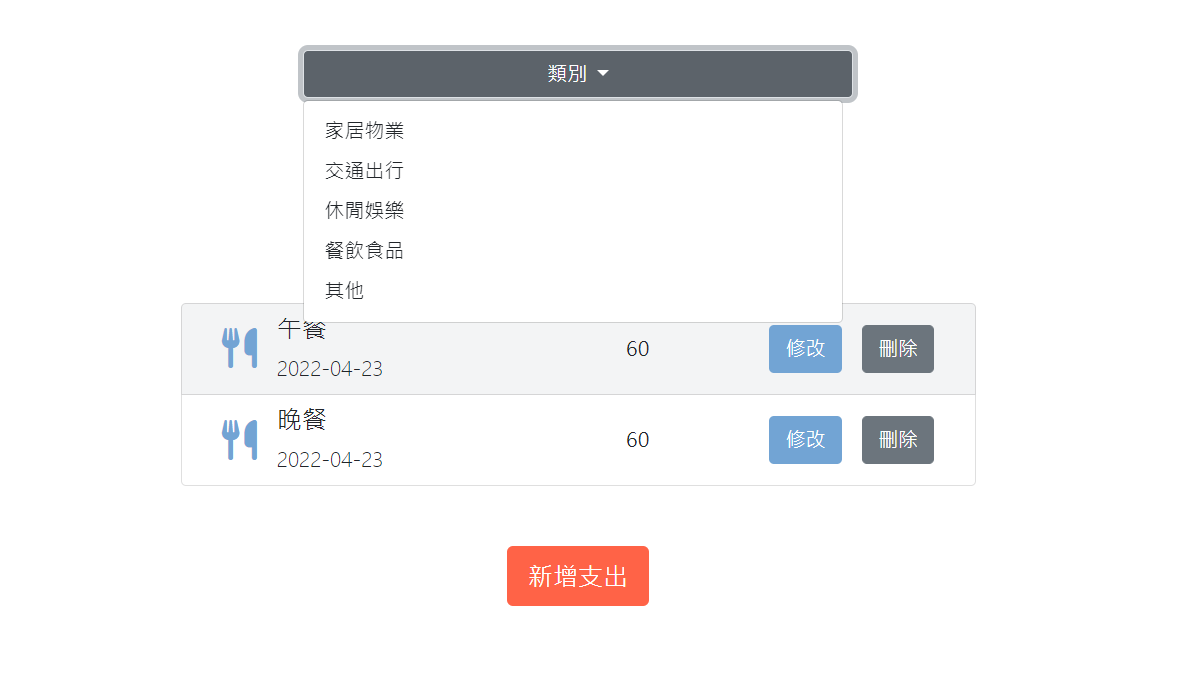 類別
家居物業
交通出行
休閒娛樂
餐飲食品
其他
午餐
2022-04-23
60
修改
刪除
晚餐
2022-04-23
60
修改
刪除
新增支出